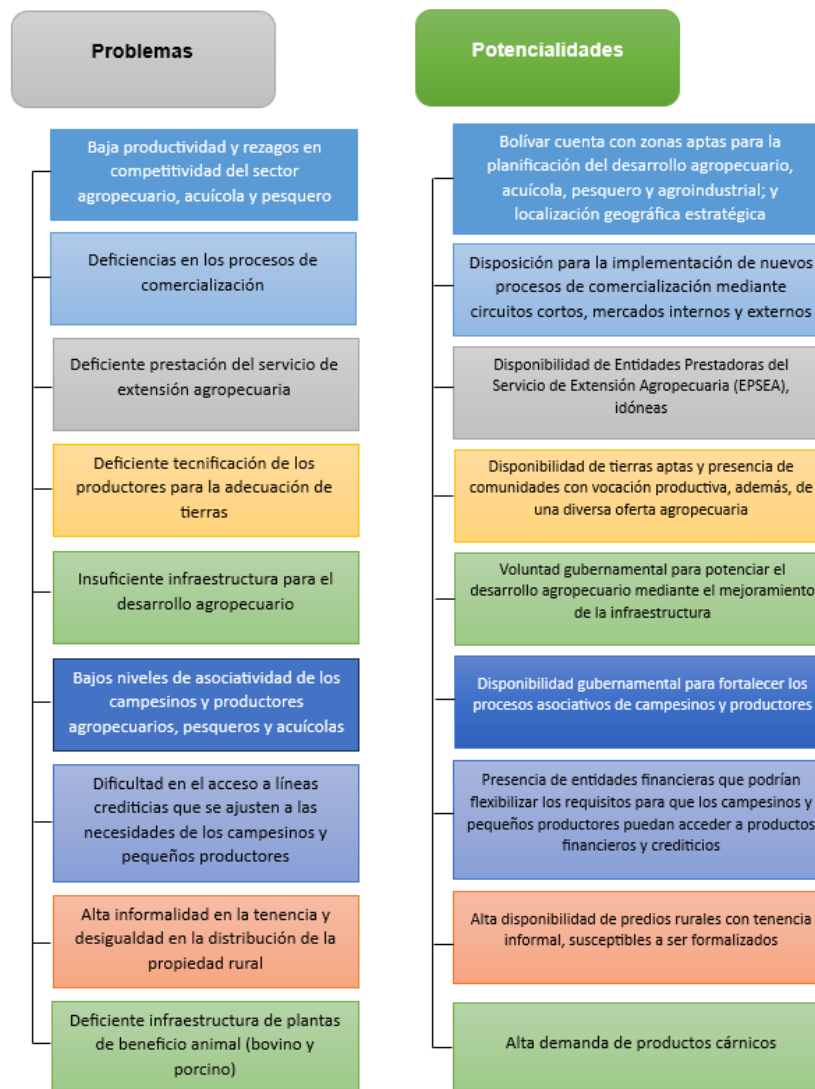 Problemas
Baja productividad y rezagos en
competitividad del sector
agropecuario, acuícola y pesquero
Deficiencias en los procesos de
comercialización
Deficiente prestación del servicio de
extensión agropecuaria
Deficiente tecnificación de los
productores para la adecuación de
tierras
Insuficiente infraestructura para el
desarrollo agropecuario
Bajos niveles de asociatividad de los
campesinos y productores
agropecuarios, pesqueros y acuícolas
Dificultad en el acceso a líneas
crediticias que se ajusten a las
necesidades de los campesinos y
pequeños productores
Alta informalidad en la tenencia y
desigualdad en la distribución de la
propiedad rural
Deficiente infraestructura de plantas
de beneficio animal (bovino y
porcino)
Potencialidades
Bolívar cuenta con zonas aptas para la
planificación del desarrollo agropecuario,
acuícola, pesquero y agroindustrial; y
localización geográfica estratégica
Disposición para la implementación de nuevos
procesos de comercialización mediante
circuitos cortos, mercados internos y externos
Disponibilidad de Entidades Prestadoras del
Servicio de Extensión Agropecuaria (EPSEA),
idóneas
Disponibilidad de tierras aptas y presencia de
comunidades con vocación productiva, además, de
una diversa oferta agropecuaria
Voluntad gubernamental para potenciar el
desarrollo agropecuario mediante el mejoramiento
de la infraestructura
Disponibilidad gubernamental para fortalecer los
procesos asociativos de campesinos y productores
Presencia de entidades financieras que podrían
flexibilizar los requisitos para que los campesinos y
pequeños productores puedan acceder a productos
financieros y crediticios
Alta disponibilidad de predios rurales con tenencia
informal, susceptibles a ser formalizados
Alta demanda de productos cárnicos